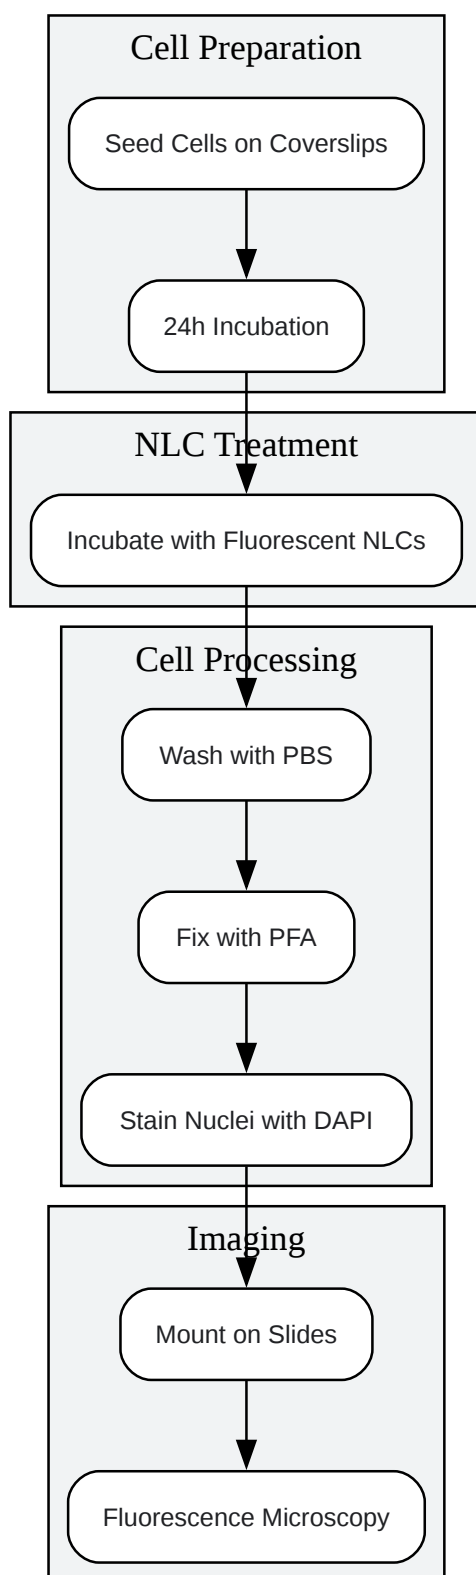 Cell Preparation
Seed Cells on Coverslips
24h Incubation
NLC Treatment
Incubate with Fluorescent NLCs
Cell Processing
Wash with PBS
Fix with PFA
Stain Nuclei with DAPI
Imaging
Mount on Slides
Fluorescence Microscopy